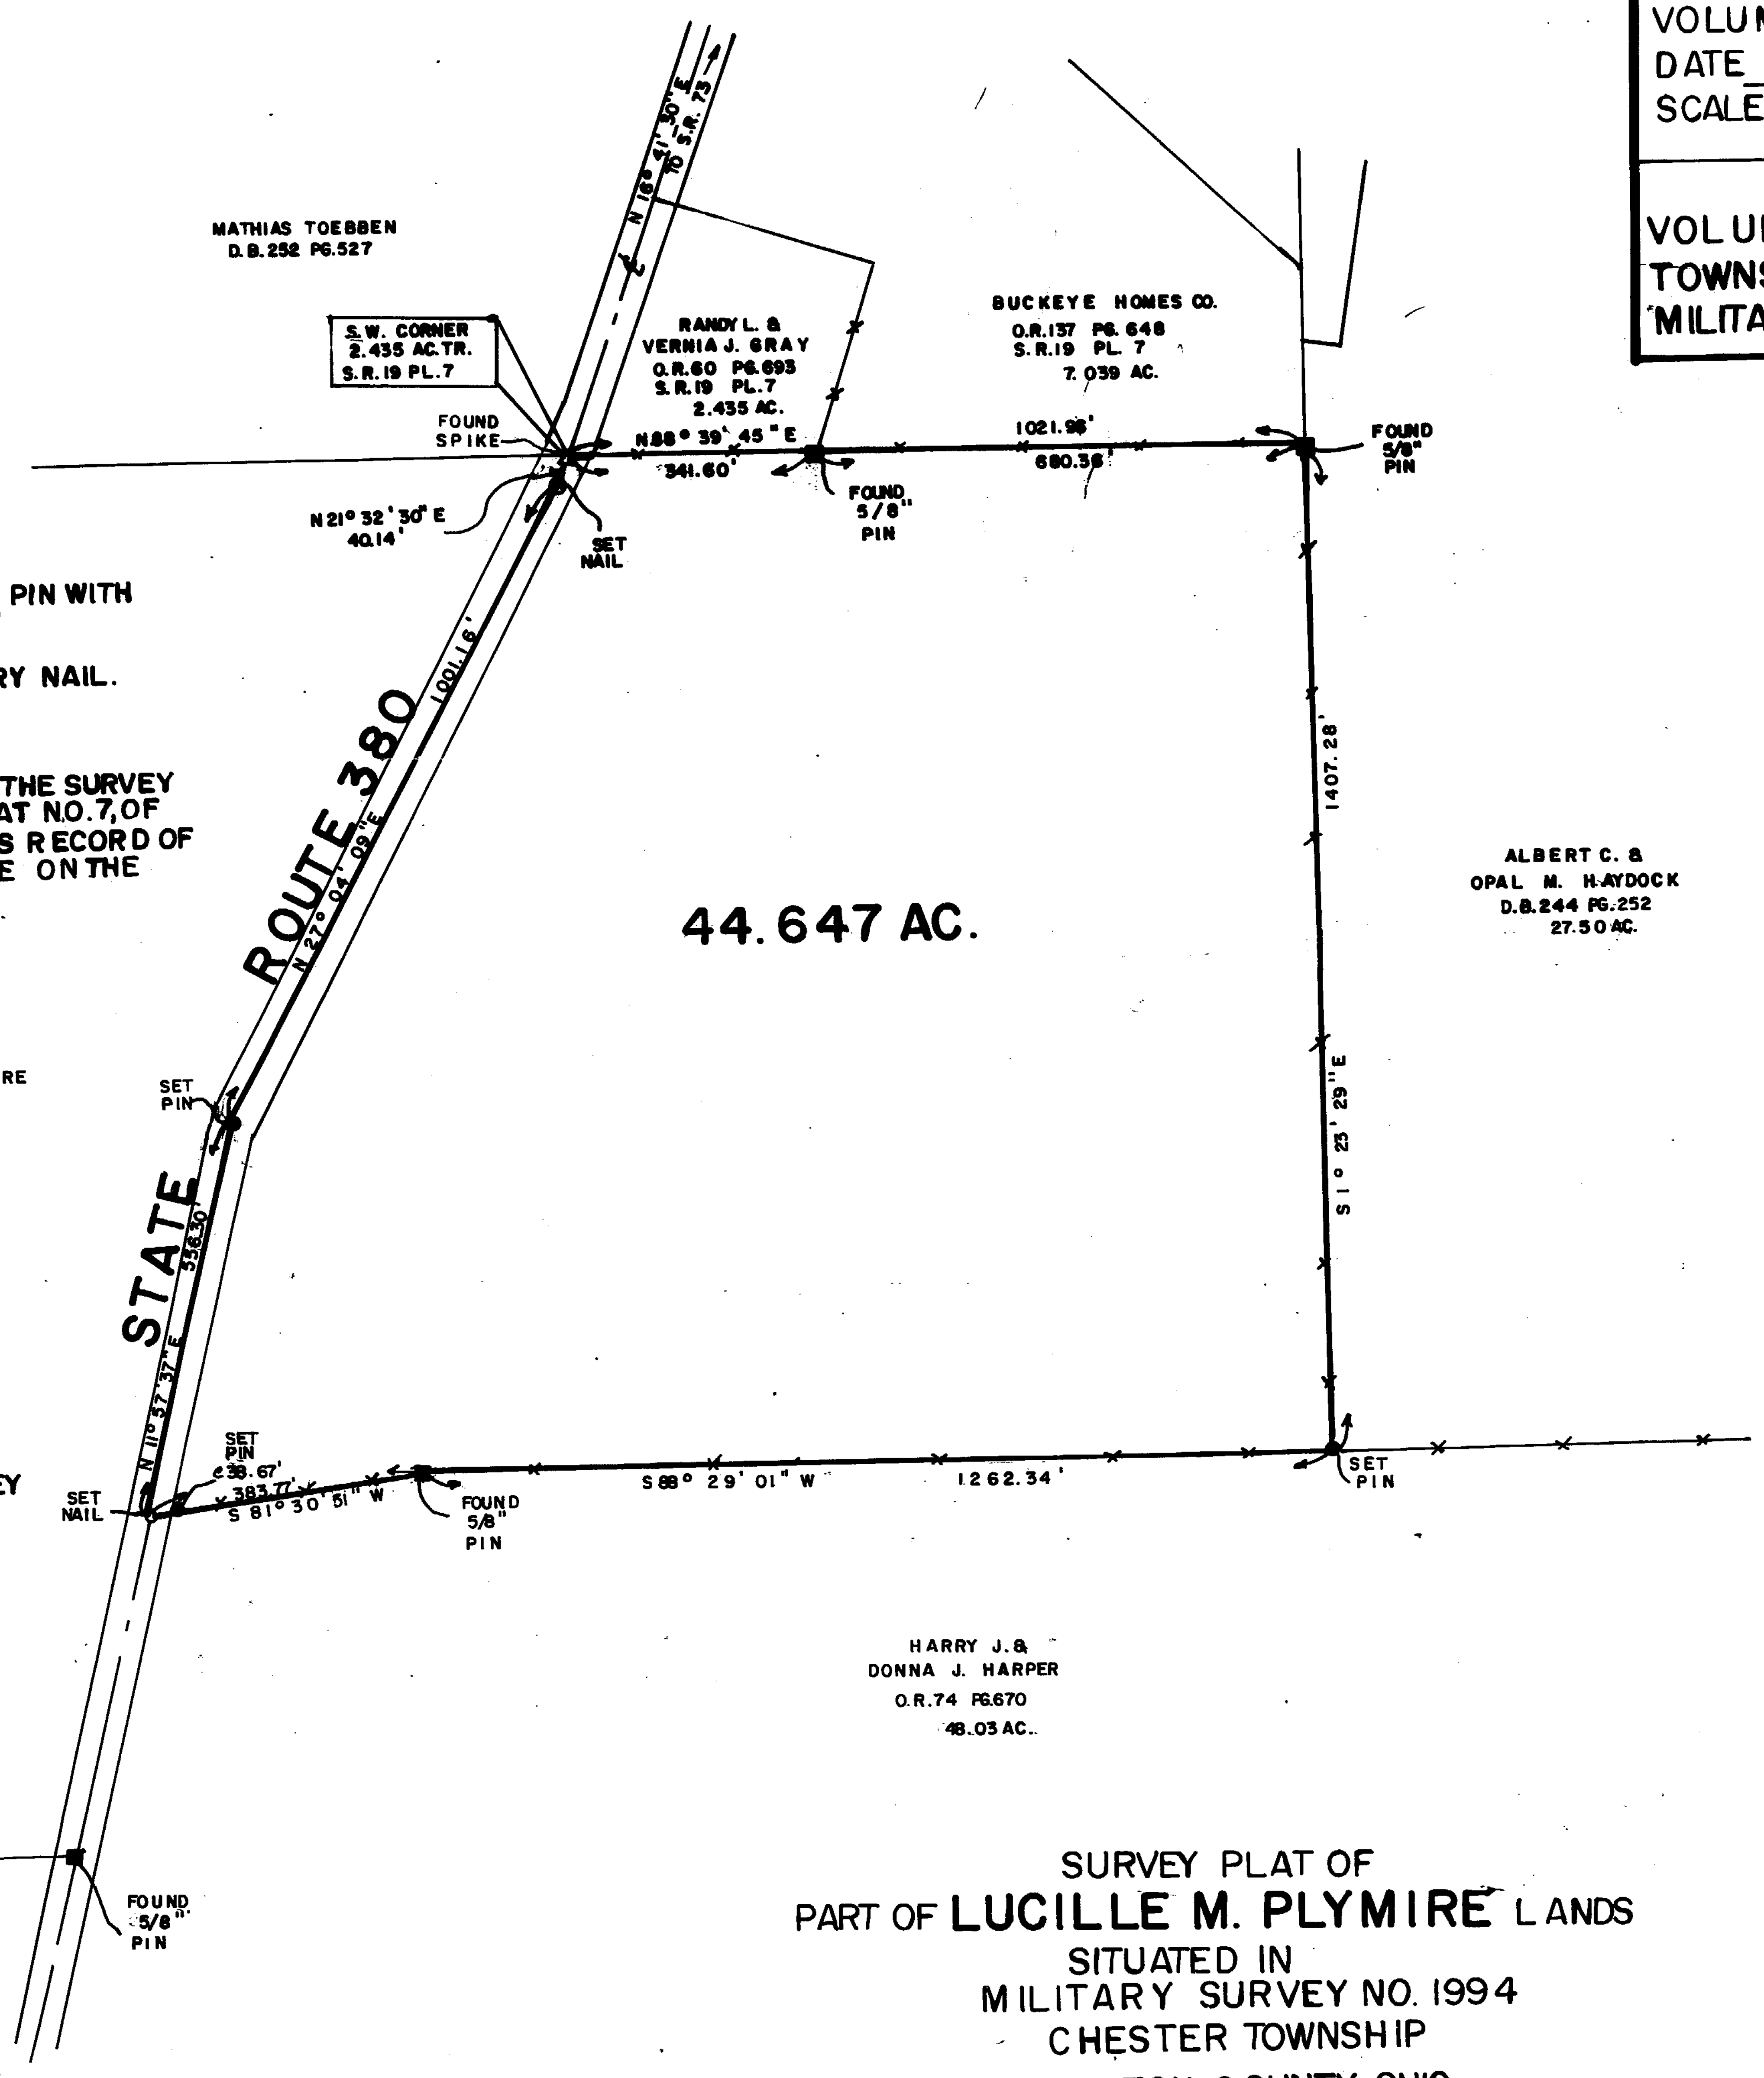 VOLUM
DATE
SCALE
VOLU
TOWNS
MILITA
N 16° 41' 30" E
TO S.R. 73
MATHIAS TOEBBEN
D.B. 252 PG. 527
S.W. CORNER
2.435 AC. TR.
S.R. 19 PL. 7
RANDY L. &
VERNIA J. GRAY
O.R. 60 PG. 693
S.R. 19 PL. 7
2.435 AC.
BUCKEYE HOMES CO.
O.R. 137 PG. 648
S.R. 19 PL. 7
7.039 AC.
FOUND
SPIKE
N 88° 39' 45" E
341.60'
1021.96'
680.36'
FOUND
5/8"
PIN
FOUND
5/8"
PIN
N 21° 32' 30" E
40.14'
SET
NAIL
PIN WITH
RY NAIL.
THE SURVEY
AT NO. 7, OF
S RECORD OF
E ON THE
RE
EY
1001.16'
N 27° 04' 09" E
STATE ROUTE 380
1407.28'
S 1° 23' 29" E
44.647 AC.
ALBERT C. &
OPAL M. HAYDOCK
D.B. 244 PG. 252
27.50 AC.
SET
PIN
556.30'
N 11° 57' 37" E
SET
PIN
@38.67'
383.77'
S 81° 30' 51" W
SET
NAIL
FOUND
5/8"
PIN
S 88° 29' 01" W 1262.34'
SET
PIN
HARRY J. &
DONNA J. HARPER
O.R. 74 PG. 670
48.03 AC.
FOUND
5/8"
PIN
SURVEY PLAT OF
PART OF LUCILLE M. PLYMIRE LANDS
SITUATED IN
MILITARY SURVEY NO. 1994
CHESTER TOWNSHIP
COUNTY, OHIO